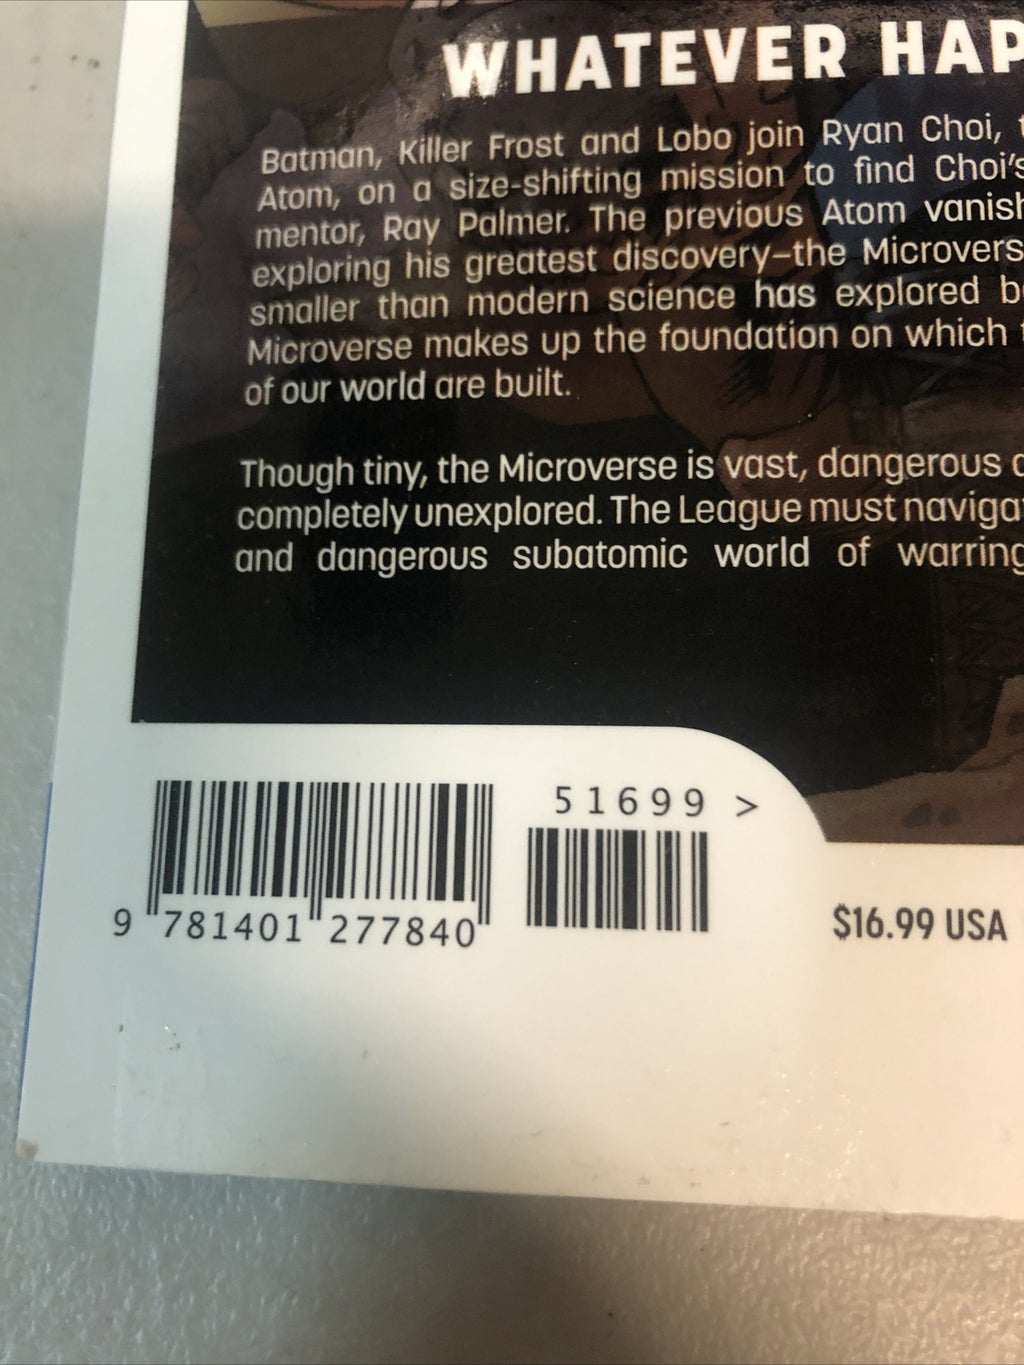 WHATEVER HAP
Batman, Killer Frost and Lobo join Ryan Choi, t
Atom, on a size-shifting mission to find Choi's
mentor, Ray Palmer. The previous Atom vanish
exploring his greatest discovery—the Microvers
smaller than modern science has explored b
Microverse makes up the foundation on which t
of our world are built.
Though tiny, the Microverse is vast, dangerous a
completely unexplored. The League must naviga
and dangerous subatomic world of warring
51699 >
9 781401 277840
$16.99 USA